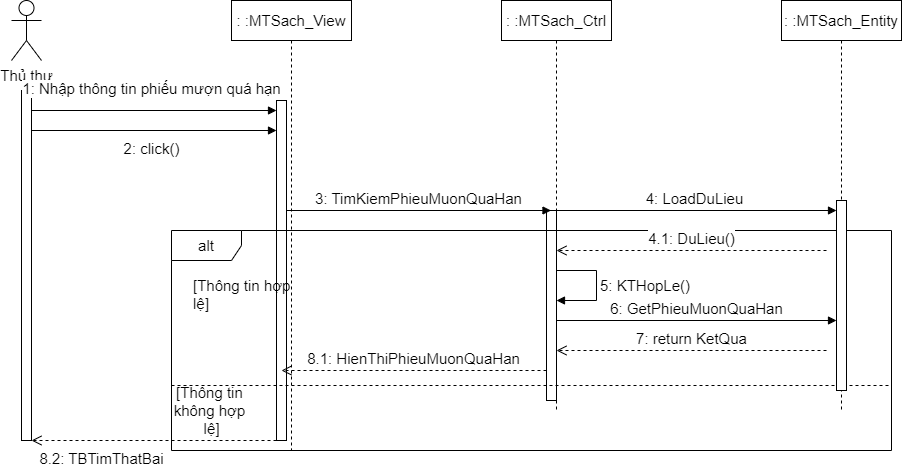 : :MTSach_View
: :MTSach_Ctrl
: :MTSach_Entity
Thủ thư
1: Nhập thông tin phiếu mượn quá hạn
2: click()
3: TimKiemPhieuMuonQuaHan
4: LoadDuLieu
alt
4.1: DuLieu()
[Thông tin hợp
lệ]
5: KTHopLe()
6: GetPhieuMuonQuaHan
7: return KetQua
8.1: HienThiPhieuMuonQuaHan
[Thông tin
không hợp
lệ]
8.2: TBTimThatBai